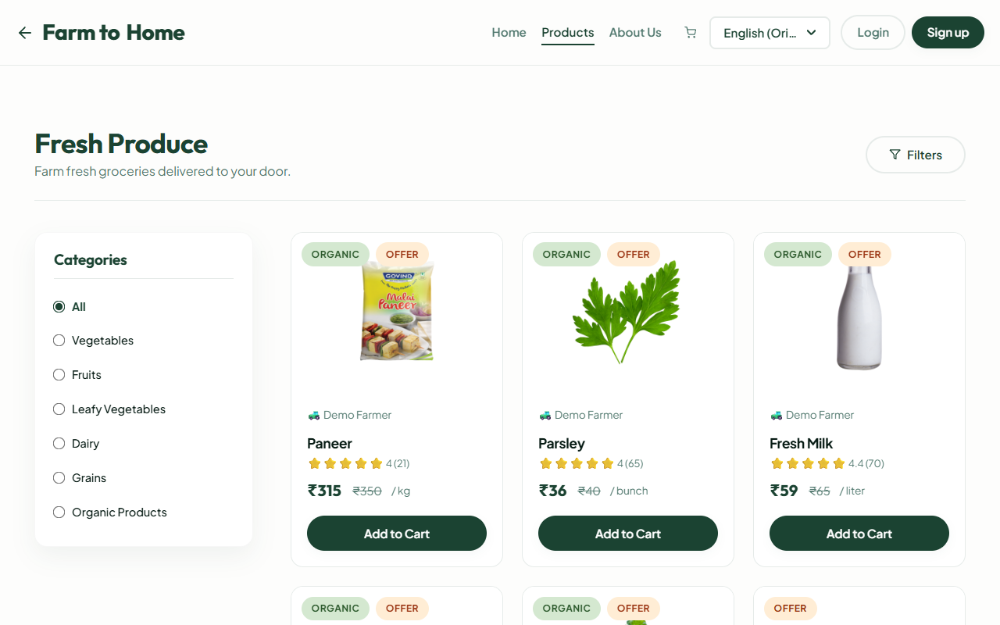 Farm to Home
Home
Products
About Us
English (Ori...
Login
Sign up
Fresh Produce
Farm fresh groceries delivered to your door.
Filters
Categories
All
Vegetables
Fruits
Leafy Vegetables
Dairy
Grains
Organic Products
ORGANIC OFFER
GOVIND
Malai
Paneer
Demo Farmer
Paneer
4 (21)
₹315 ₹350 / kg
Add to Cart
ORGANIC OFFER
Demo Farmer
Parsley
4 (65)
₹36 ₹40 / bunch
Add to Cart
ORGANIC OFFER
Demo Farmer
Fresh Milk
4.4 (70)
₹59 ₹65 / liter
Add to Cart
ORGANIC OFFER
ORGANIC OFFER
OFFER